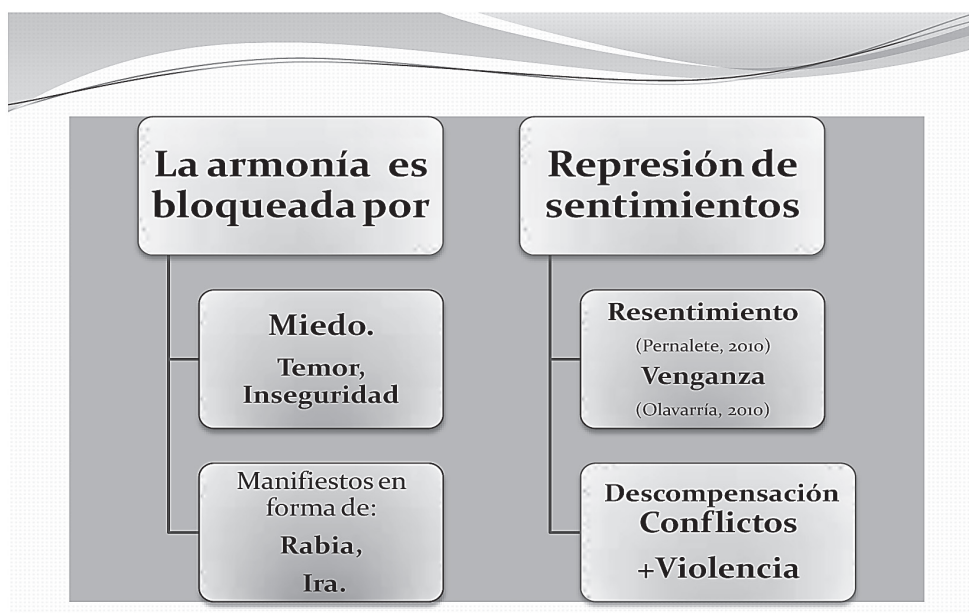 La armonía es
bloqueada por
Miedo.
Temor,
Inseguridad
Manifiestos en
forma de:
Rabia,
Ira.
Represión de
sentimientos
Resentimiento
(Pernalete, 2010)
Venganza
(Olavarría, 2010)
Descompensación
Conflictos
+Violencia